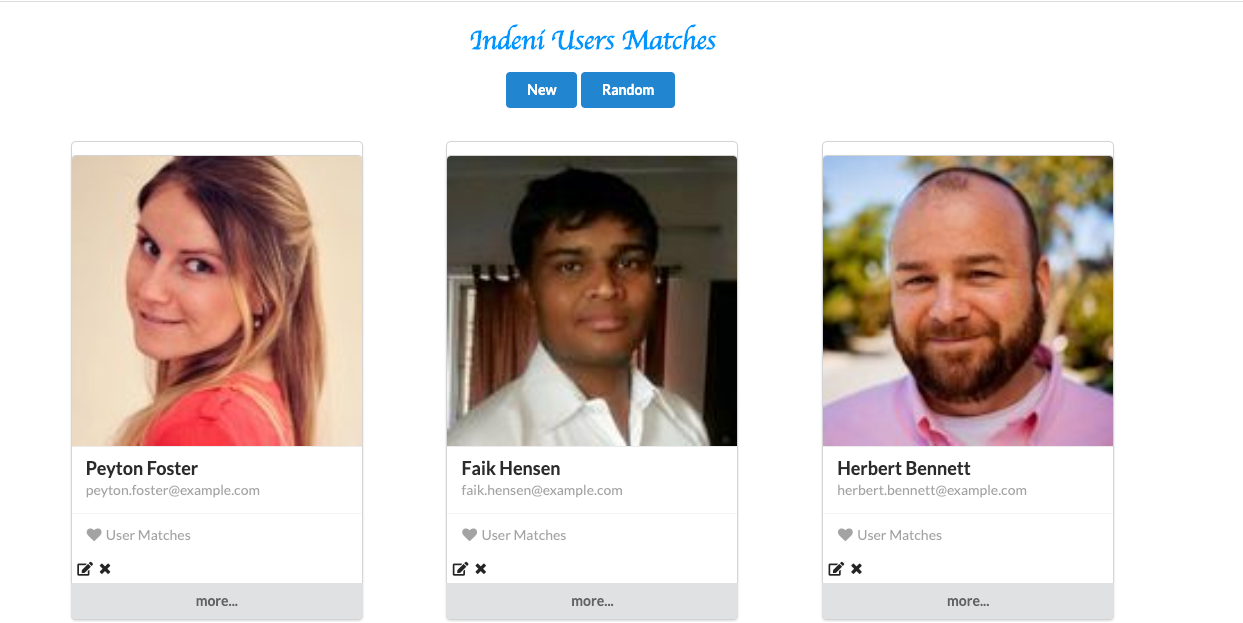 Indeni Users Matches
New Random
Peyton Foster
peyton.foster@example.com
User Matches
more...
Faik Hensen
faik.hensen@example.com
User Matches
more...
Herbert Bennett
herbert.bennett@example.com
User Matches
more...